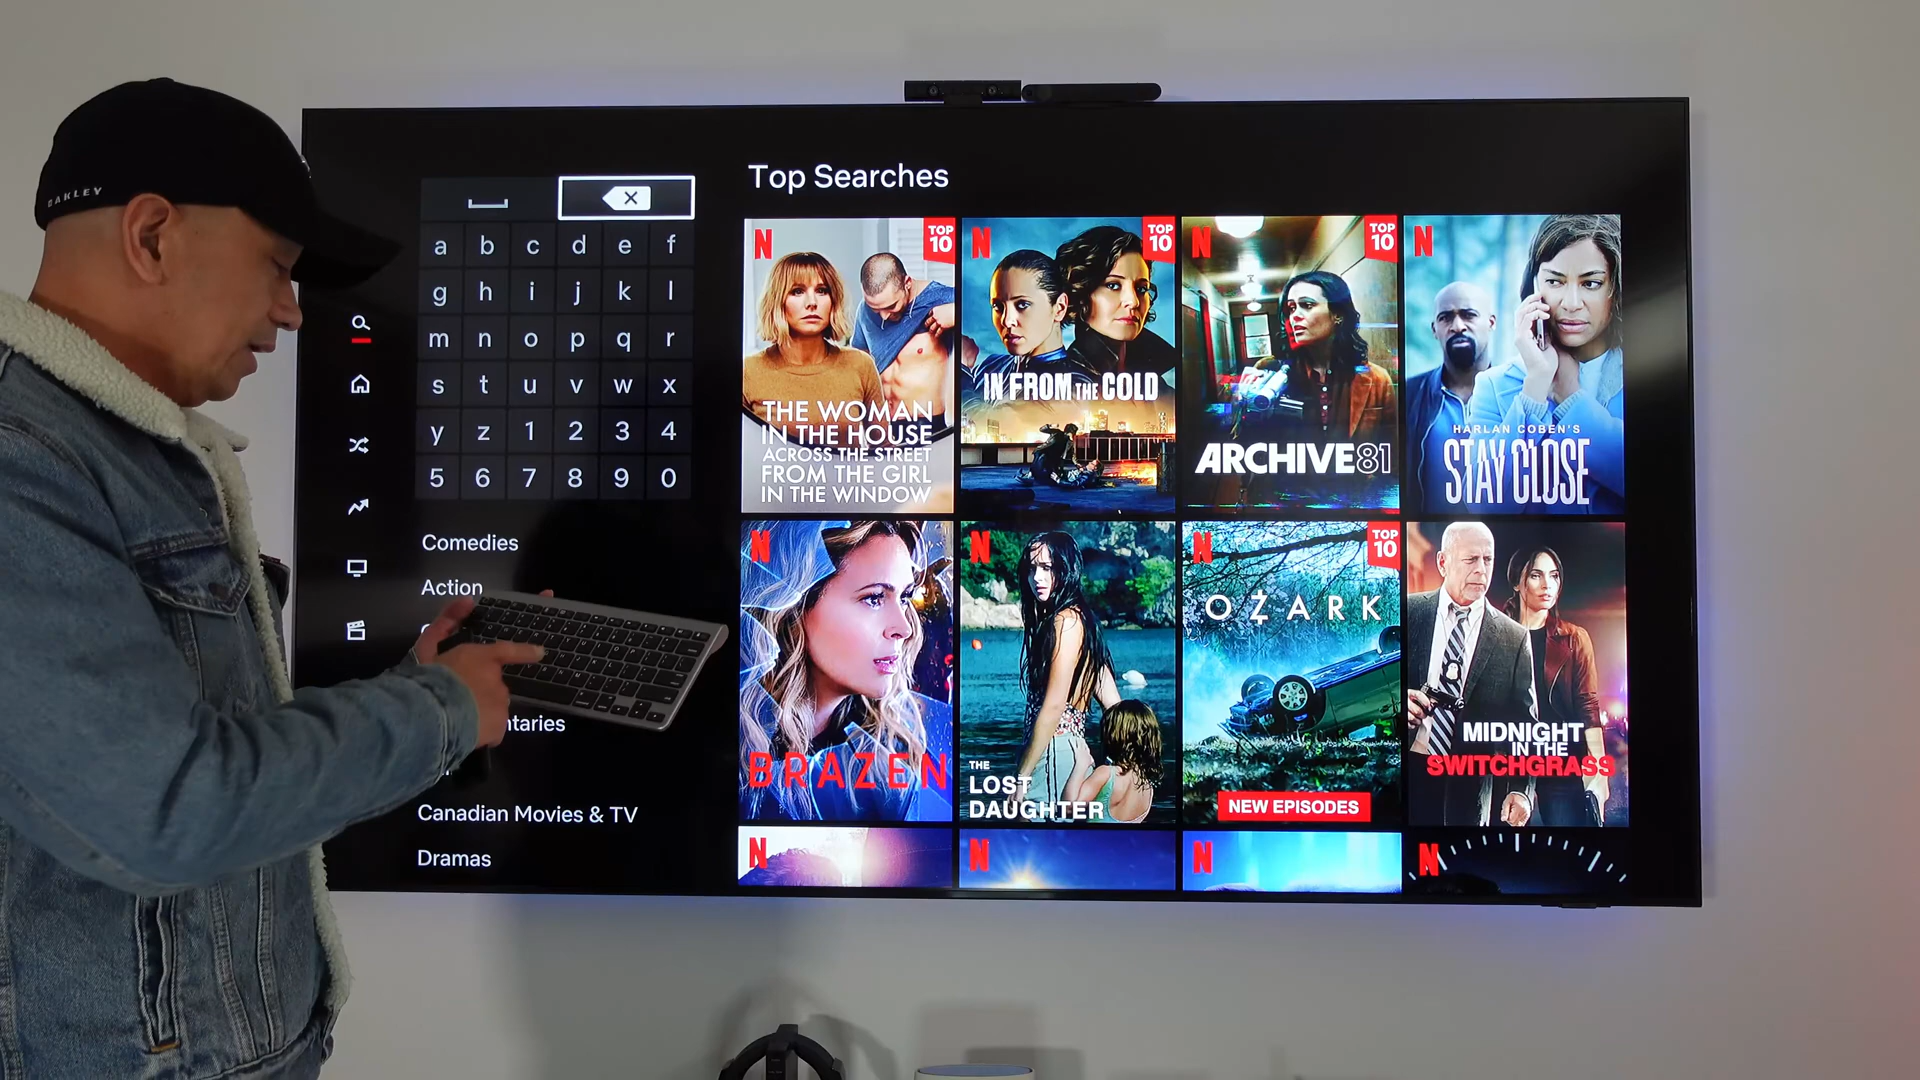 OAKLEY
Top Searches
a b c d e f
g h i j k l
m n o p q r
s t u v w x
y z 1 2 3 4
5 6 7 8 9 0
Comedies
Action
ntaries
Canadian Movies & TV
Dramas
N
TOP
10
THE WOMAN
IN THE HOUSE
ACROSS THE STREET
FROM THE GIRL
IN THE WINDOW
N
TOP
10
IN FROM THE COLD
N
TOP
10
ARCHIVE 81
N
HARLAN COBEN'S
STAY CLOSE
N
BRAZEN
N
THE
LOST
DAUGHTER
N
TOP
10
OZARK
NEW EPISODES
MIDNIGHT
IN THE
SWITCHGRASS
N
N
N
N